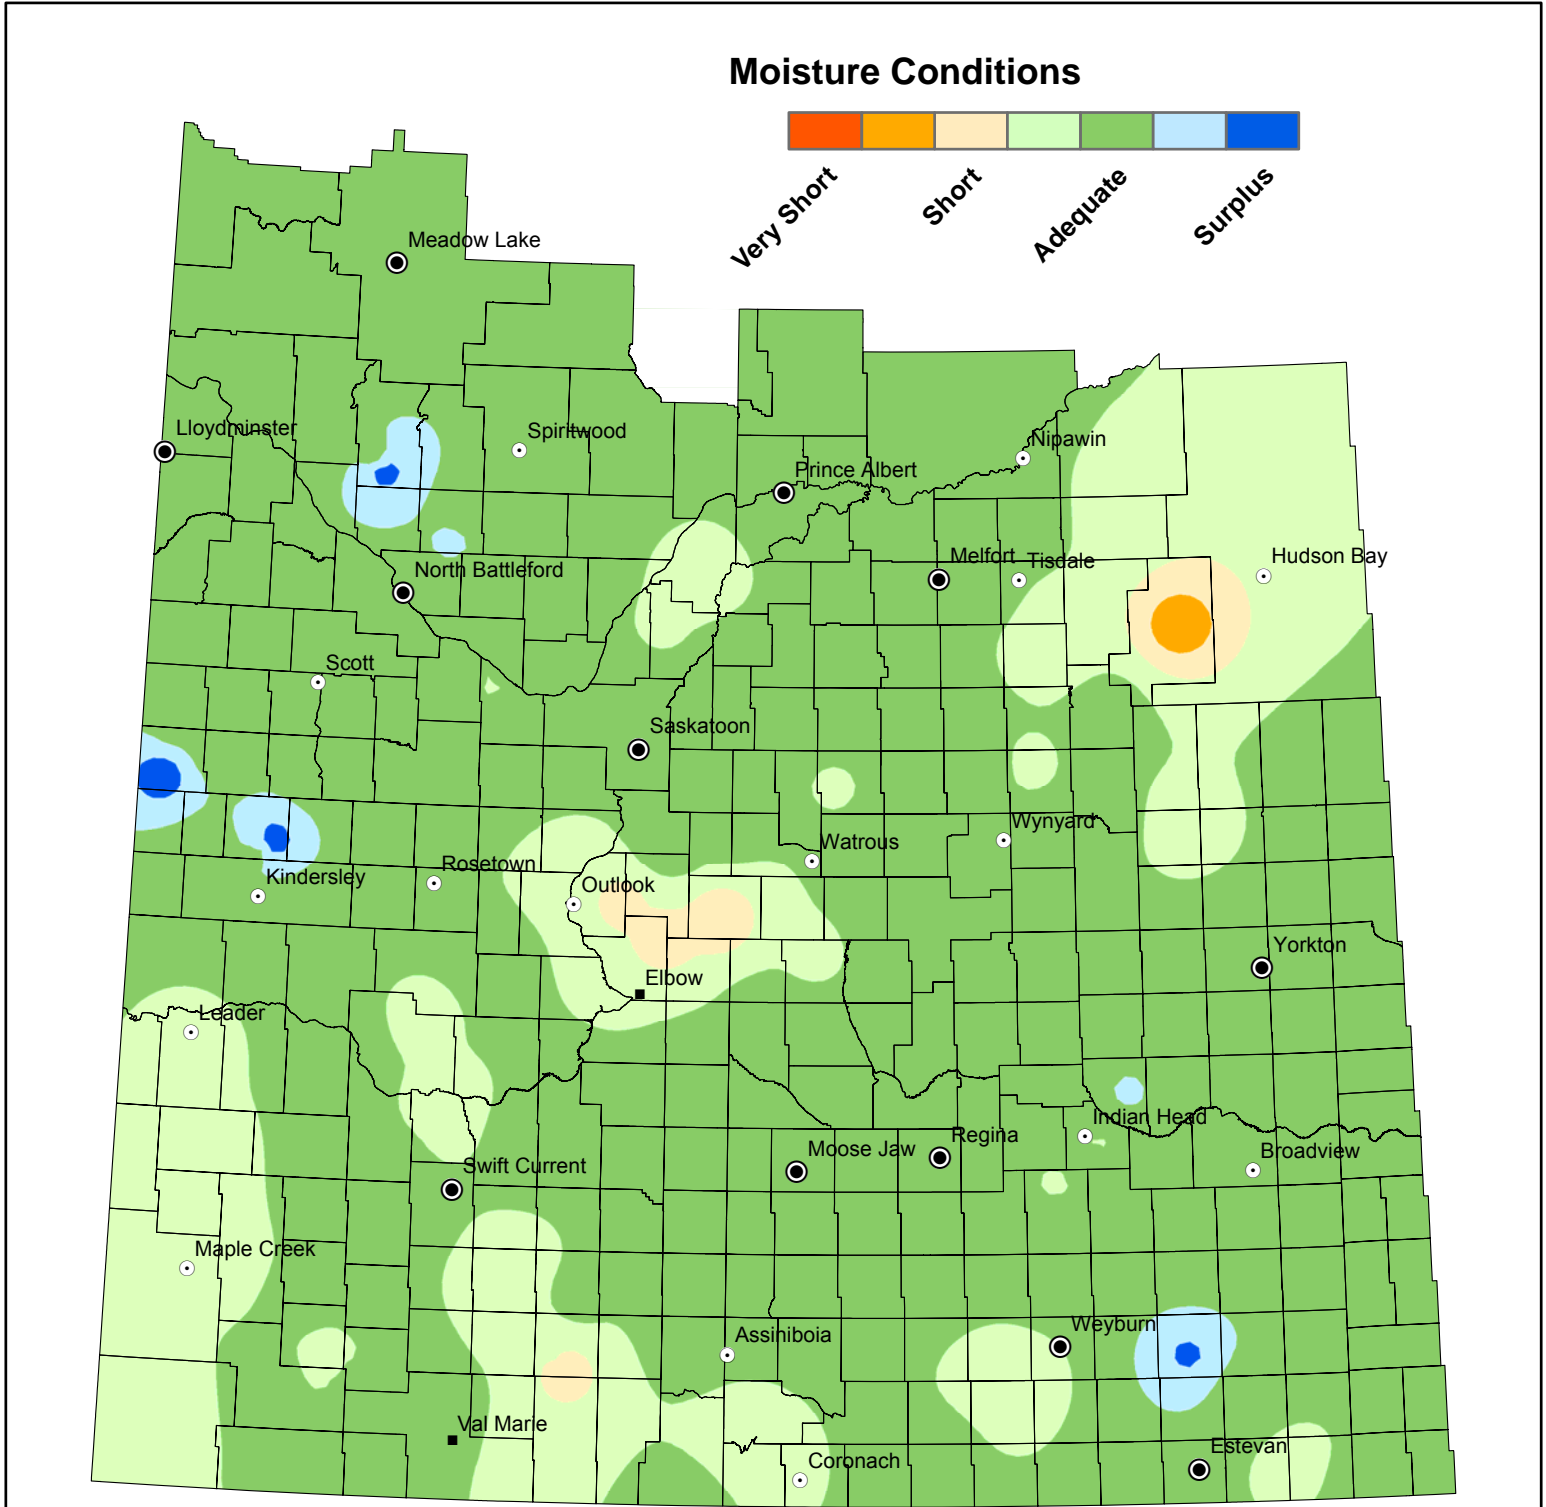 Moisture Conditions
Very Short
Short
Adequate
Surplus
Meadow Lake
Lloydminster
Spiritwood
Nipawin
Prince Albert
Melfort
Tisdale
Hudson Bay
North Battleford
Scott
Saskatoon
Wynyard
Watrous
Rosetown
Kindersley
Outlook
Yorkton
Elbow
Leader
Indian Head
Regina
Moose Jaw
Broadview
Swift Current
Maple Creek
Weyburn
Assiniboia
Val Marie
Estevan
Coronach